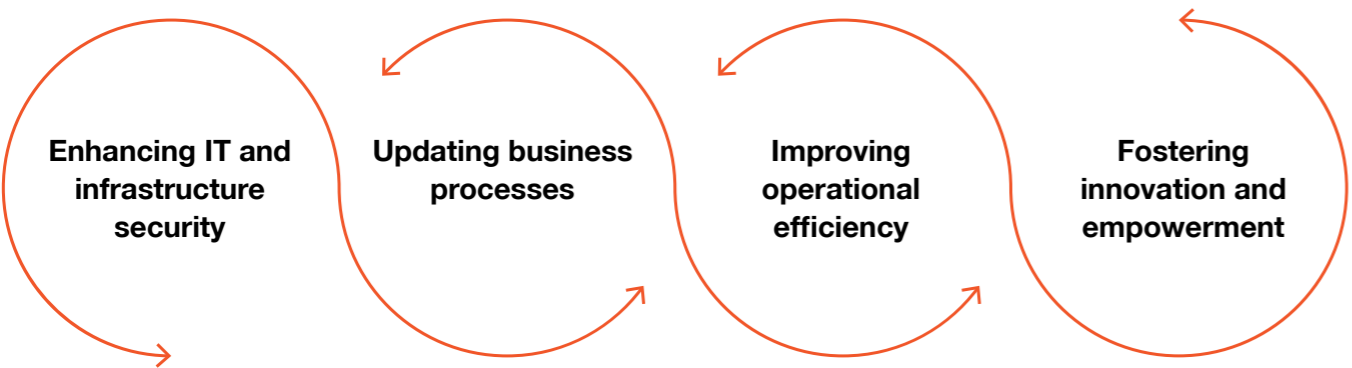 Enhancing IT and
infrastructure
security
Updating business
processes
Improving
operational
efficiency
Fostering
innovation and
empowerment